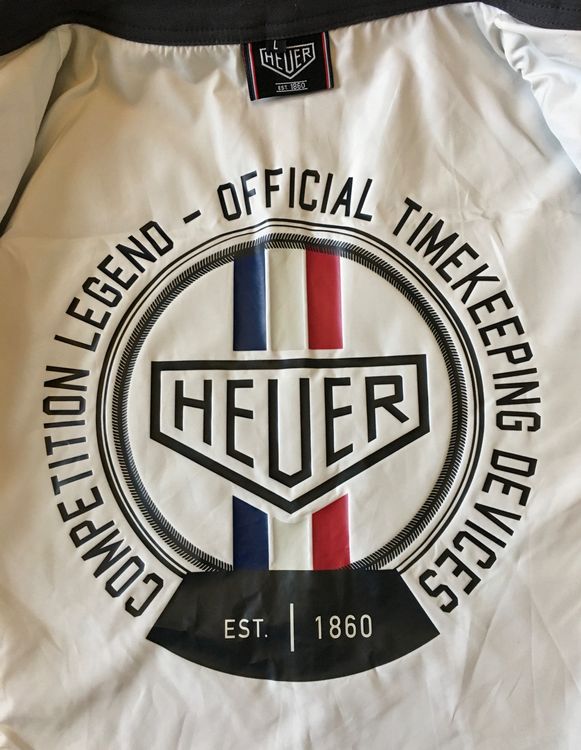 HEUER
EST. 1860
COMPETITION LEGEND - OFFICIAL TIMEKEEPING DEVICES
HEUER
EST. | 1860